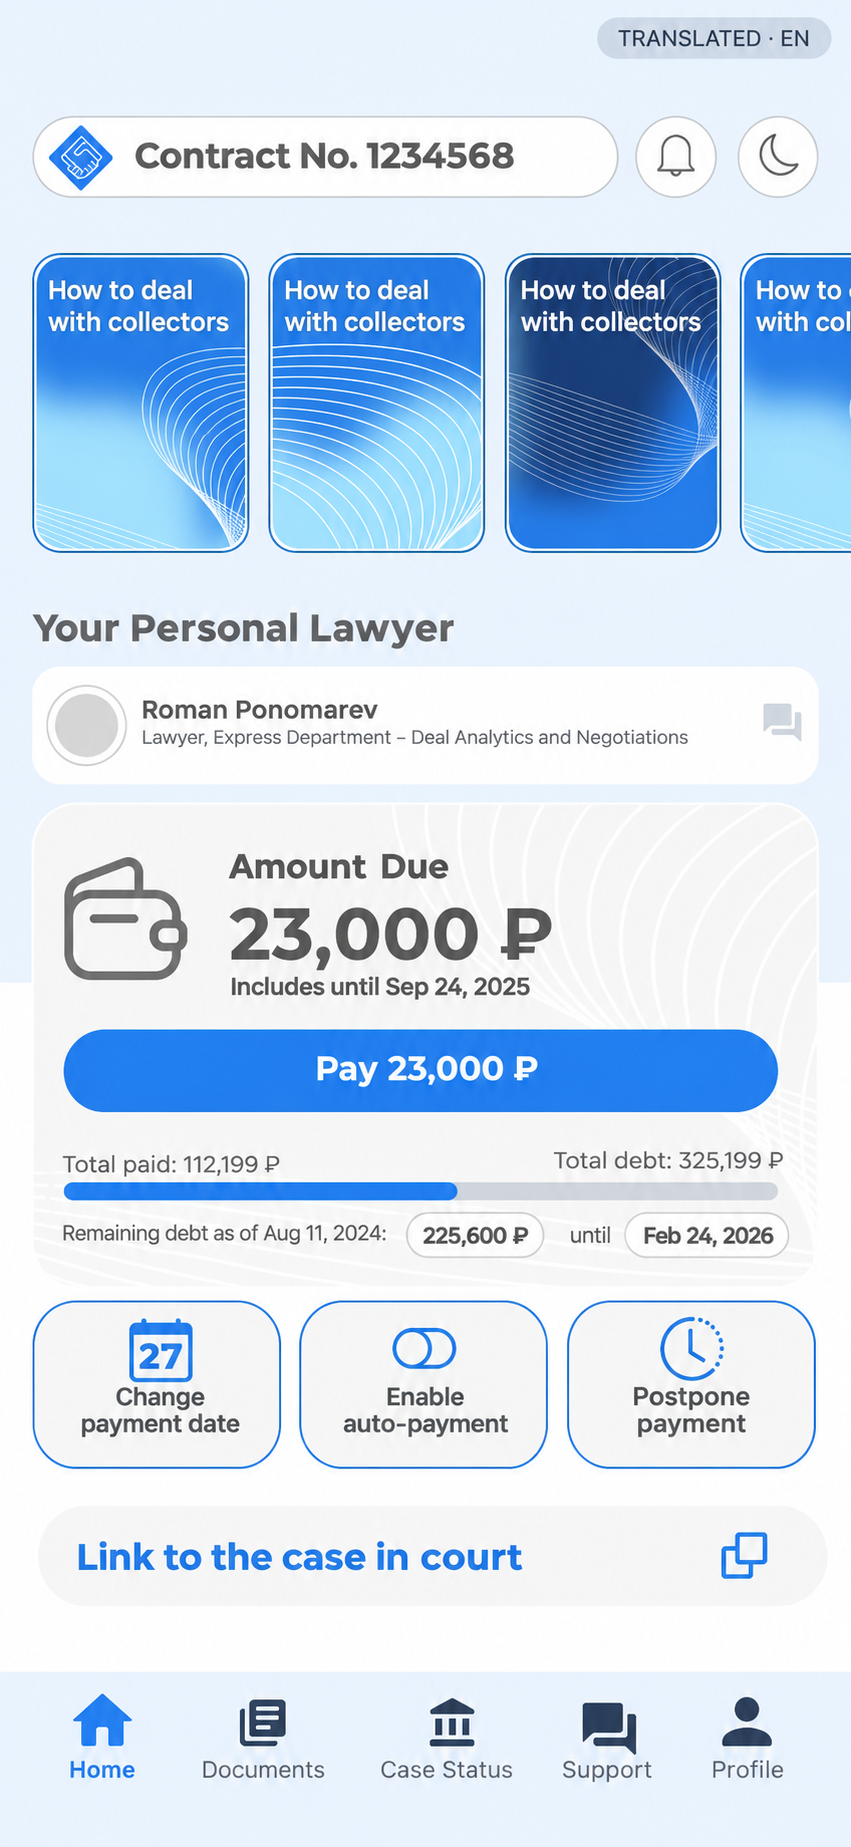 TRANSLATED · EN
Contract No. 1234568
How to deal
with collectors
How to deal
with collectors
How to deal
with collectors
How to
with col
Your Personal Lawyer
Roman Ponomarev
Lawyer, Express Department – Deal Analytics and Negotiations
Amount Due
23,000 ₽
Includes until Sep 24, 2025
Pay 23,000 ₽
Total paid: 112,199 ₽
Total debt: 325,199 ₽
Remaining debt as of Aug 11, 2024: 225,600 ₽ until Feb 24, 2026
27
Change
payment date
Enable
auto-payment
Postpone
payment
Link to the case in court
Home
Documents
Case Status
Support
Profile